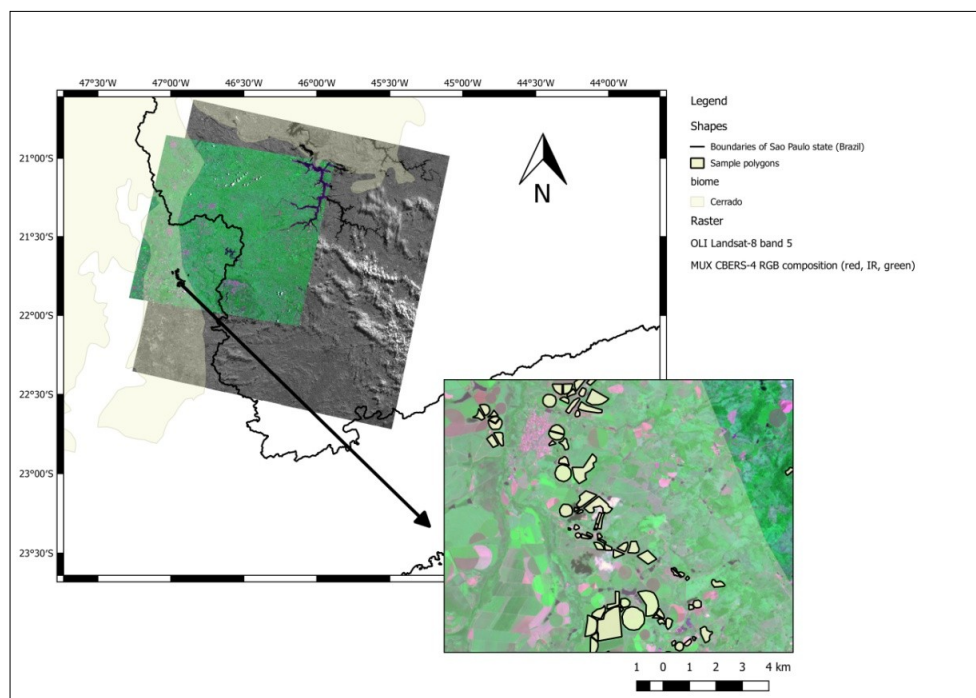 47°30'W 47°00'W 46°30'W 46°00'W 45°30'W 45°00'W 44°30'W 44°00'W
21°00'S
21°30'S
22°00'S
22°30'S
23°00'S
23°30'S
N
Legend
Shapes
Boundaries of Sao Paulo state (Brazil)
Sample polygons
biome
Cerrado
Raster
OLI Landsat-8 band 5
MUX CBERS-4 RGB composition (red, IR, green)
1 0 1 2 3 4 km